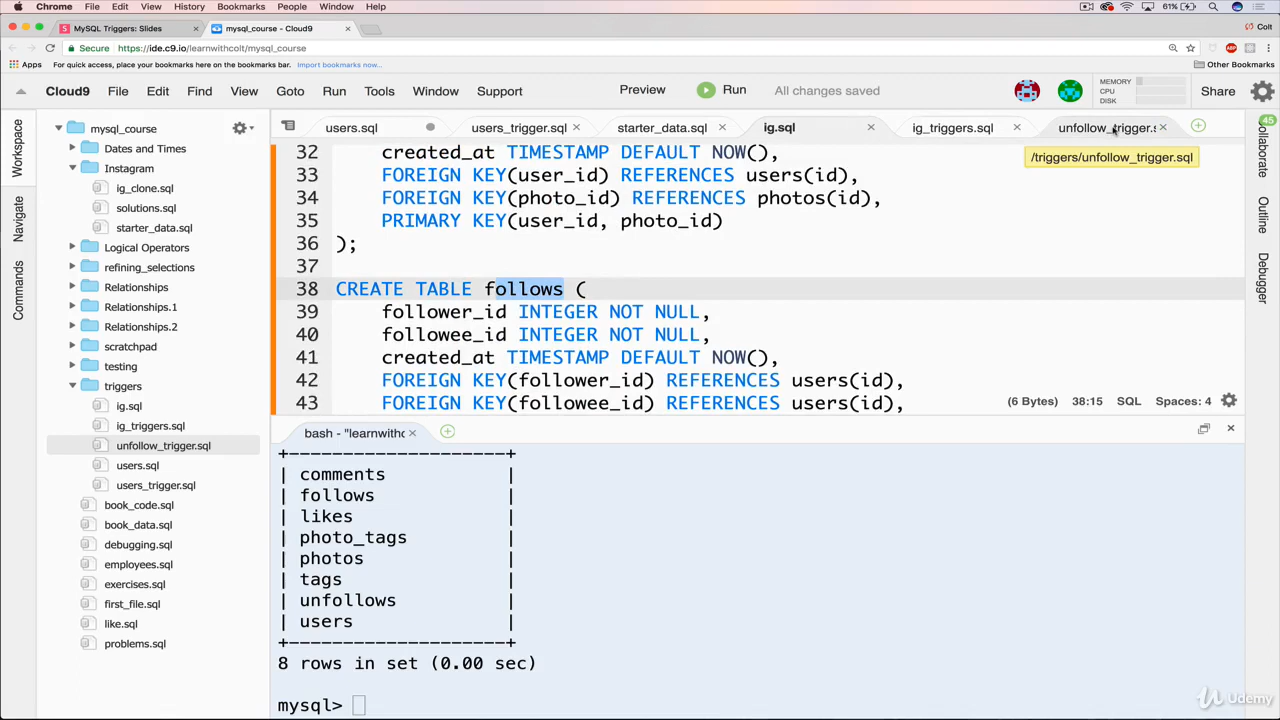 Chrome File Edit View History Bookmarks People Window Help 61%
MySQL Triggers: Slides mysql_course - Cloud9 Colt
Secure https://ide.c9.io/learnwithcolt/mysql_course
Apps For quick access, place your bookmarks here on the bookmarks bar. Import bookmarks now... Other Bookmarks
Cloud9 File Edit Find View Goto Run Tools Window Support Preview Run All changes saved MEMORY CPU DISK Share
Workspace
Navigate
Commands
mysql_course
Dates and Times
Instagram
ig_clone.sql
solutions.sql
starter_data.sql
Logical Operators
refining_selections
Relationships
Relationships.1
Relationships.2
scratchpad
testing
triggers
ig.sql
ig_triggers.sql
unfollow_trigger.sql
users.sql
users_trigger.sql
book_code.sql
book_data.sql
debugging.sql
employees.sql
exercises.sql
first_file.sql
like.sql
problems.sql
users.sql users_trigger.sql starter_data.sql ig.sql ig_triggers.sql unfollow_trigger.s
/triggers/unfollow_trigger.sql
32 created_at TIMESTAMP DEFAULT NOW(),
33 FOREIGN KEY(user_id) REFERENCES users(id),
34 FOREIGN KEY(photo_id) REFERENCES photos(id),
35 PRIMARY KEY(user_id, photo_id)
36 );
37
38 CREATE TABLE follows (
39 follower_id INTEGER NOT NULL,
40 followee_id INTEGER NOT NULL,
41 created_at TIMESTAMP DEFAULT NOW(),
42 FOREIGN KEY(follower_id) REFERENCES users(id),
43 FOREIGN KEY(followee_id) REFERENCES users(id),
(6 Bytes) 38:15 SQL Spaces: 4
bash - "learnwithc
+--------------------+
| comments |
| follows |
| likes |
| photo_tags |
| photos |
| tags |
| unfollows |
| users |
+--------------------+
8 rows in set (0.00 sec)
mysql>
45
Collaborate
Outline
Debugger
Udemy